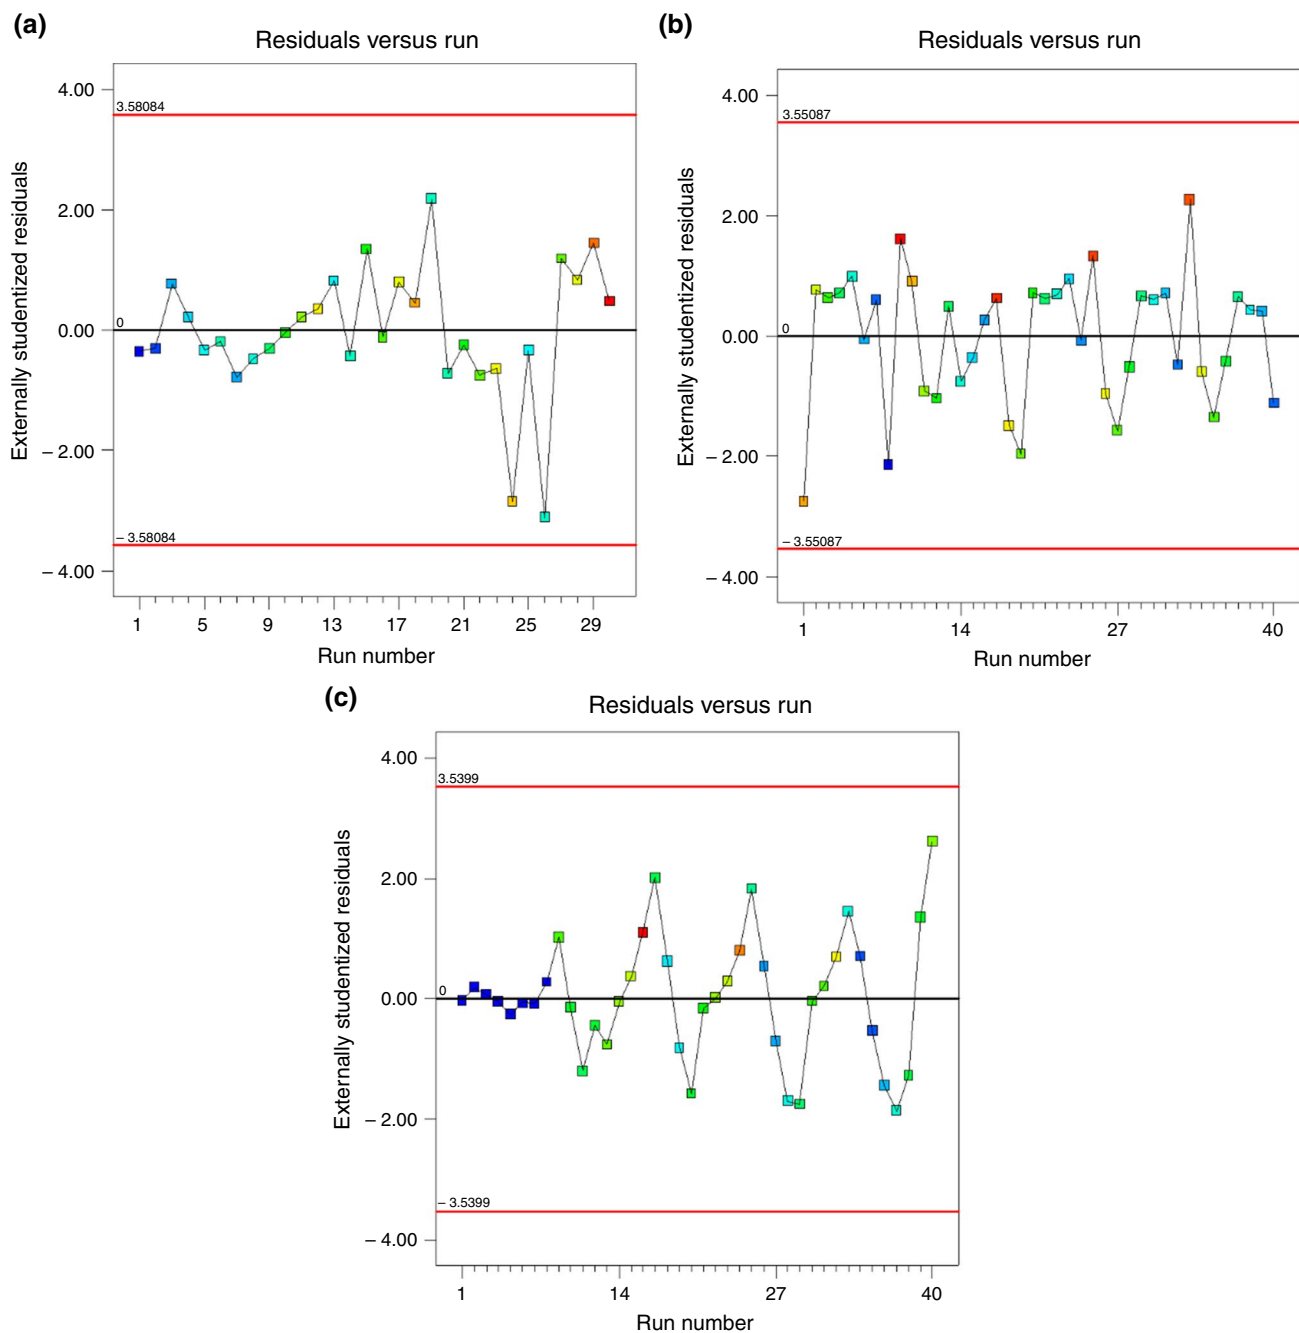 (a)
Residuals versus run
Externally studentized residuals
4.00
3.58084
2.00
0.00
0
– 2.00
– 3.58084
– 4.00
1 5 9 13 17 21 25 29
Run number
(b)
Residuals versus run
Externally studentized residuals
4.00
3.55087
2.00
0.00
0
– 2.00
– 3.55087
– 4.00
1 14 27 40
Run number
(c)
Residuals versus run
Externally studentized residuals
4.00
3.5399
2.00
0.00
0
– 2.00
– 3.5399
– 4.00
1 14 27 40
Run number